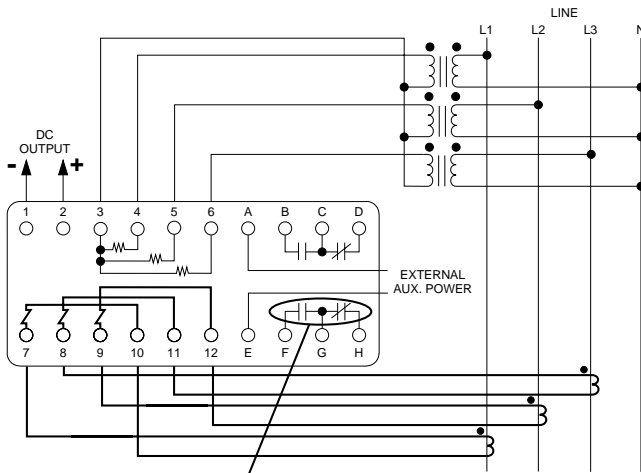 LINE
L1 L2 L3 N
DC
OUTPUT
- +
1 2 3 4 5 6 A B C D
EXTERNAL
AUX. POWER
7 8 9 10 11 12 E F G H